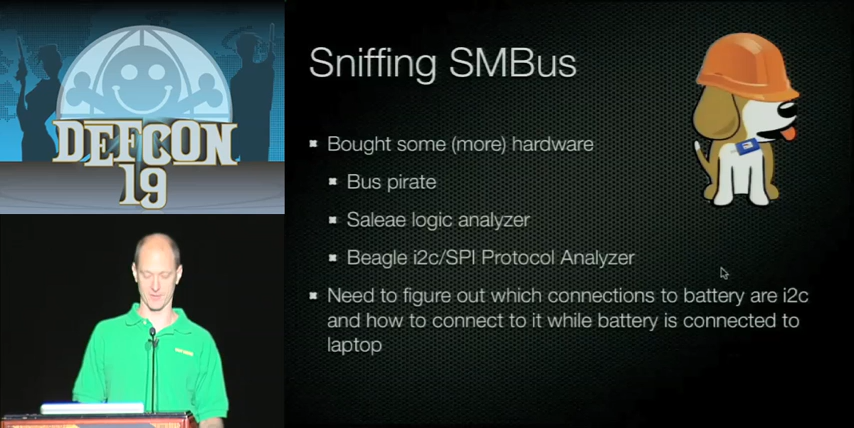 DEFCON
19
Sniffing SMBus
Bought some (more) hardware
Bus pirate
Saleae logic analyzer
Beagle i2c/SPI Protocol Analyzer
Need to figure out which connections to battery are i2c
and how to connect to it while battery is connected to
laptop